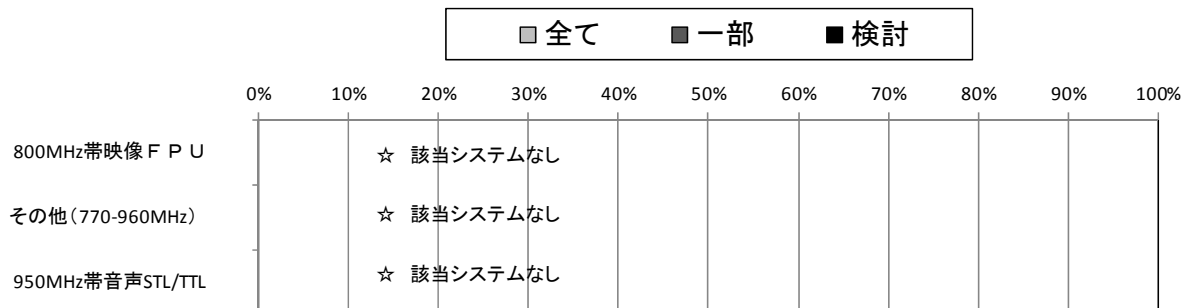 全て 一部 検討
0% 10% 20% 30% 40% 50% 60% 70% 80% 90% 100%
800MHz帯映像ＦＰＵ ☆ 該当システムなし
その他（770-960MHz） ☆ 該当システムなし
950MHz帯音声STL/TTL ☆ 該当システムなし